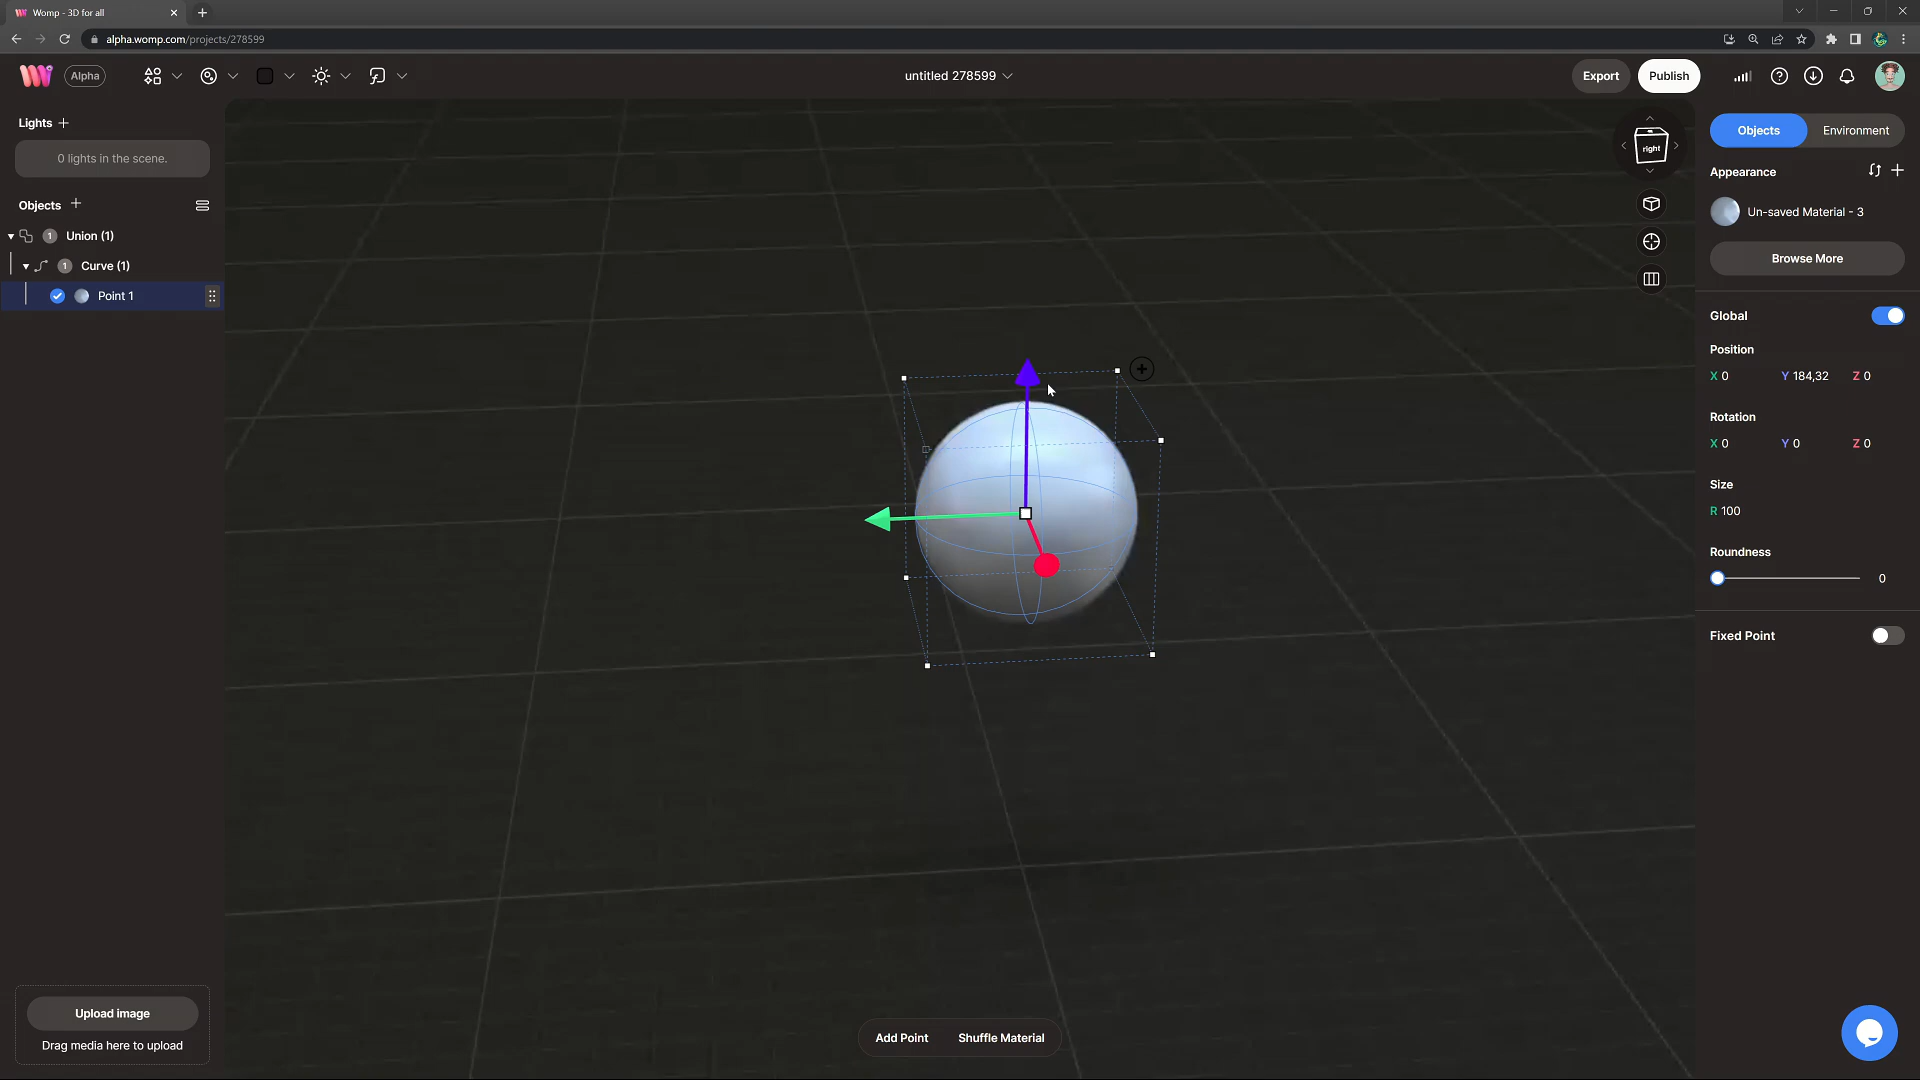 Womp - 3D for all
alpha.womp.com/projects/278599
Alpha
untitled 278599
Export
Publish
Lights
0 lights in the scene.
Objects
1 Union (1)
1 Curve (1)
Point 1
right
Objects
Environment
Appearance
Un-saved Material - 3
Browse More
Global
Position
X 0 Y 184,32 Z 0
Rotation
X 0 Y 0 Z 0
Size
R 100
Roundness
0
Fixed Point
Upload image
Drag media here to upload
Add Point
Shuffle Material